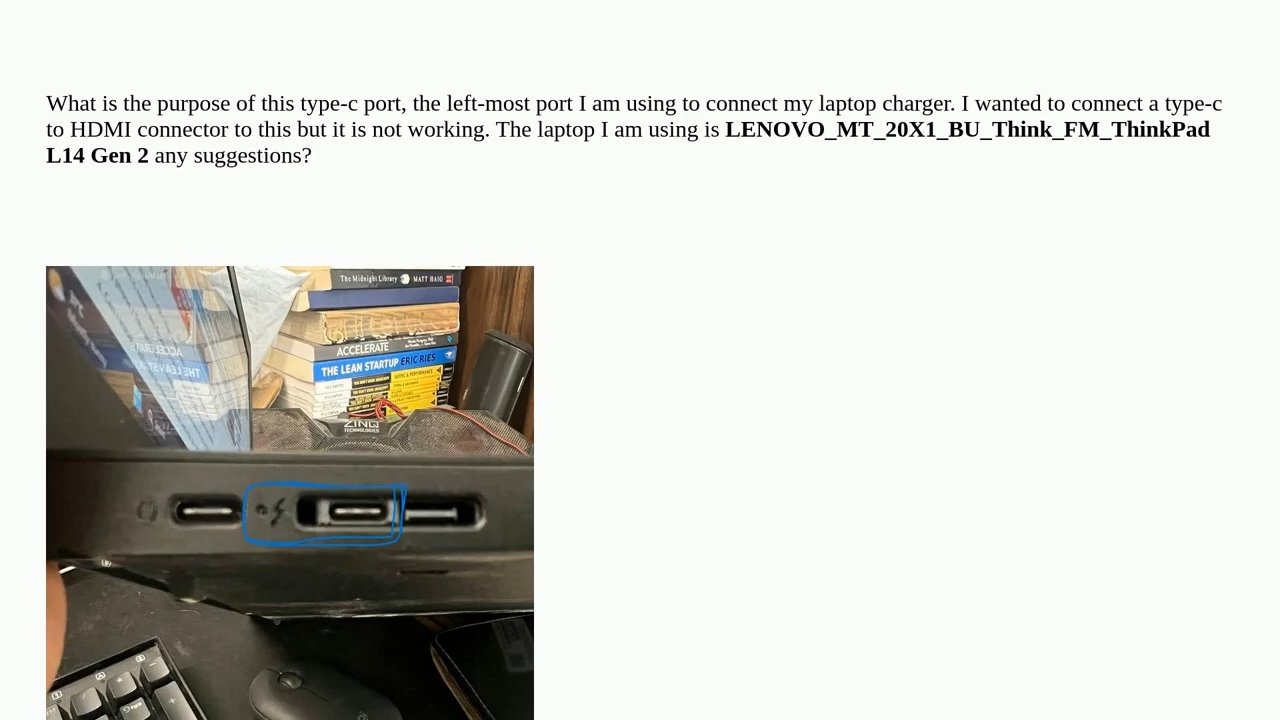 What is the purpose of this type-c port, the left-most port I am using to connect my laptop charger. I wanted to connect a type-c
to HDMI connector to this but it is not working. The laptop I am using is LENOVO_MT_20X1_BU_Think_FM_ThinkPad
L14 Gen 2 any suggestions?
The Midnight Library MATT HAIG
ACCELERATE
THE LEAN STARTUP ERIC RIES
ZINQ
TECHNOLOGIES